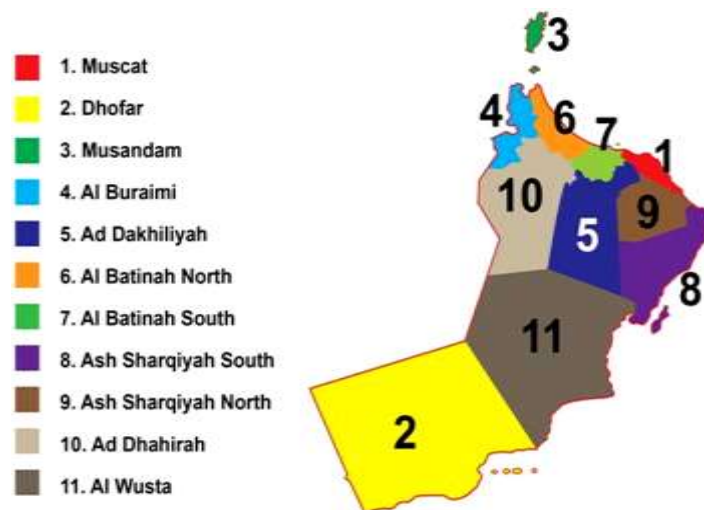 1. Muscat
2. Dhofar
3. Musandam
4. Al Buraimi
5. Ad Dakhiliyah
6. Al Batinah North
7. Al Batinah South
8. Ash Sharqiyah South
9. Ash Sharqiyah North
10. Ad Dhahirah
11. Al Wusta
3
4
6
7
1
10
9
5
8
11
2